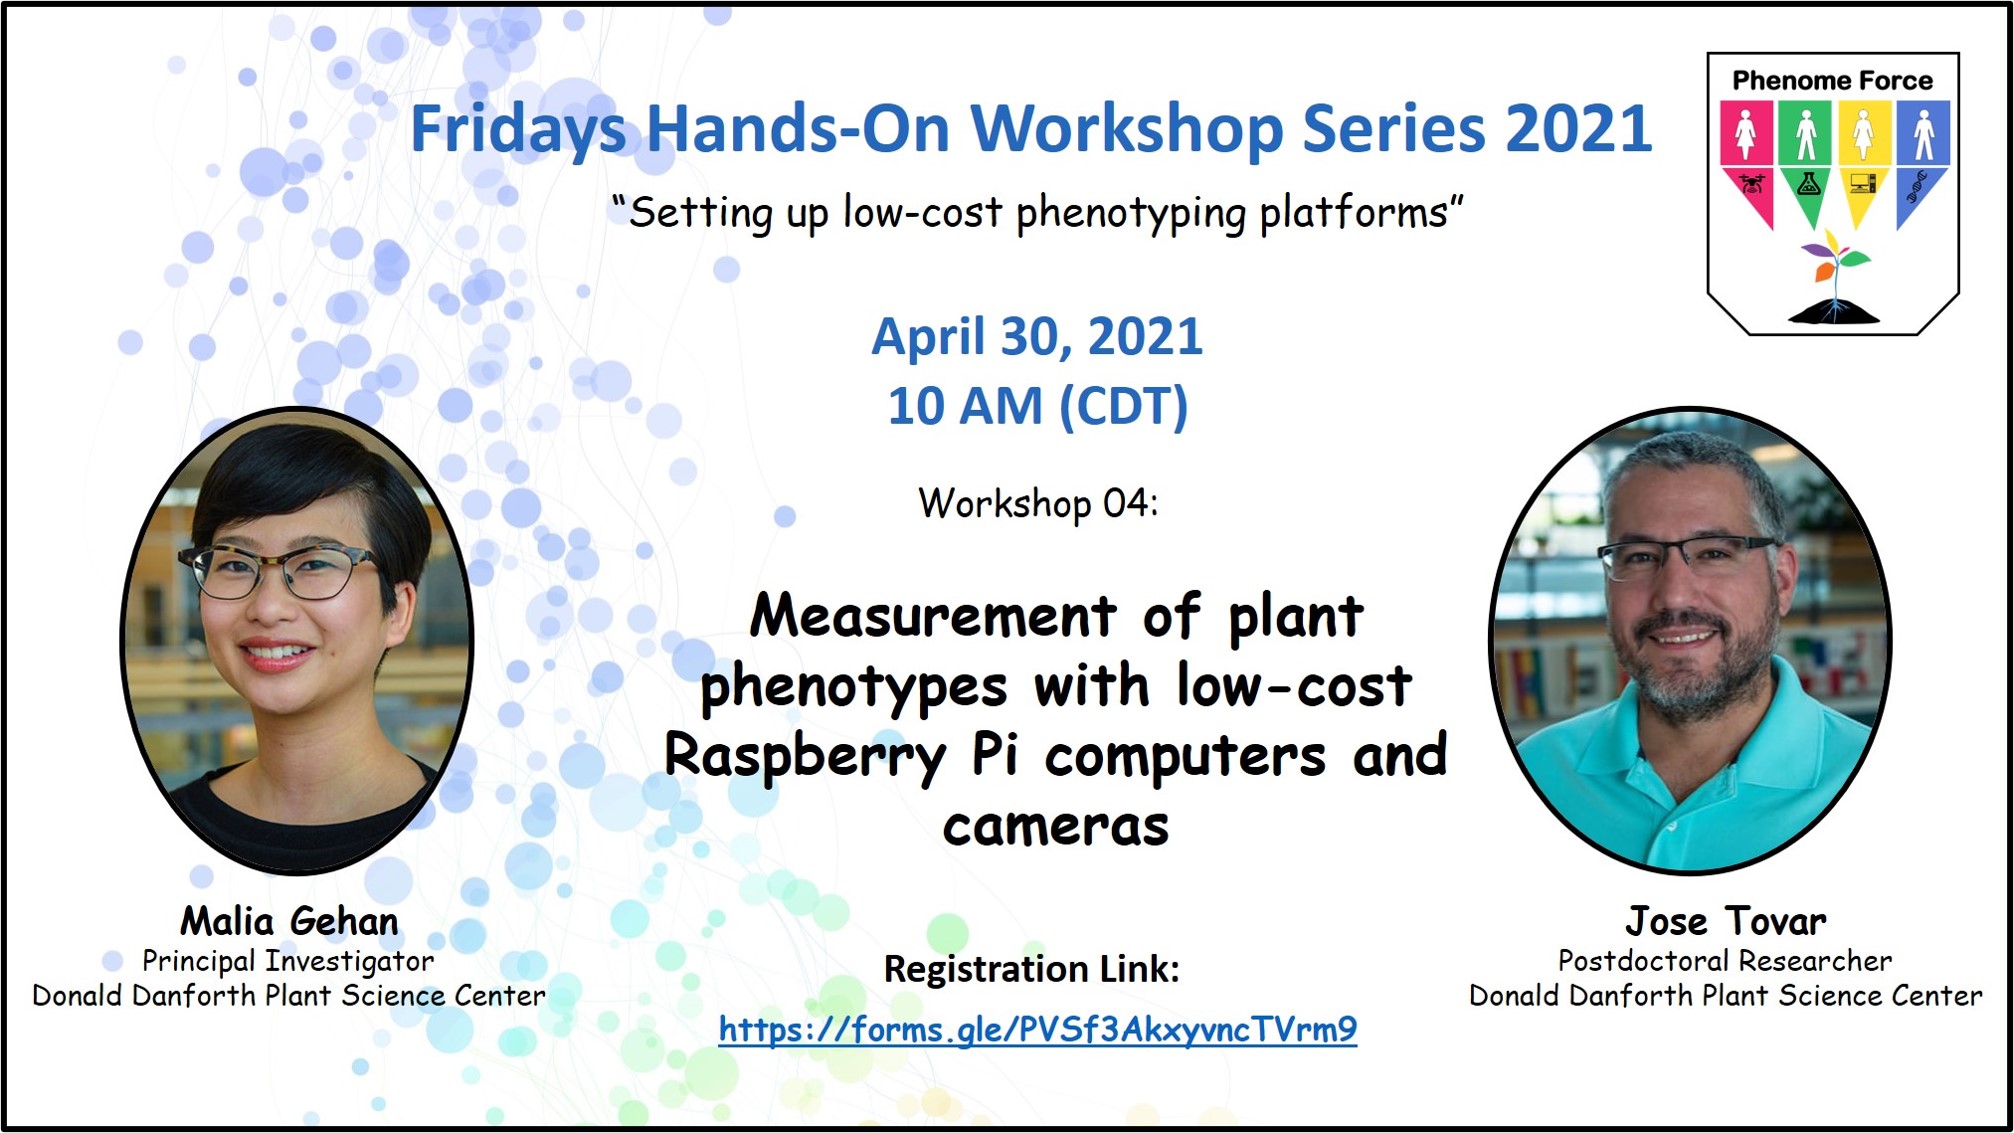 Phenome Force
Fridays Hands-On Workshop Series 2021
“Setting up low-cost phenotyping platforms”
April 30, 2021
10 AM (CDT)
Workshop 04:
Measurement of plant
phenotypes with low-cost
Raspberry Pi computers and
cameras
Malia Gehan
Principal Investigator
Donald Danforth Plant Science Center
Jose Tovar
Postdoctoral Researcher
Donald Danforth Plant Science Center
Registration Link:
https://forms.gle/PVSf3AkxyvncTVrm9